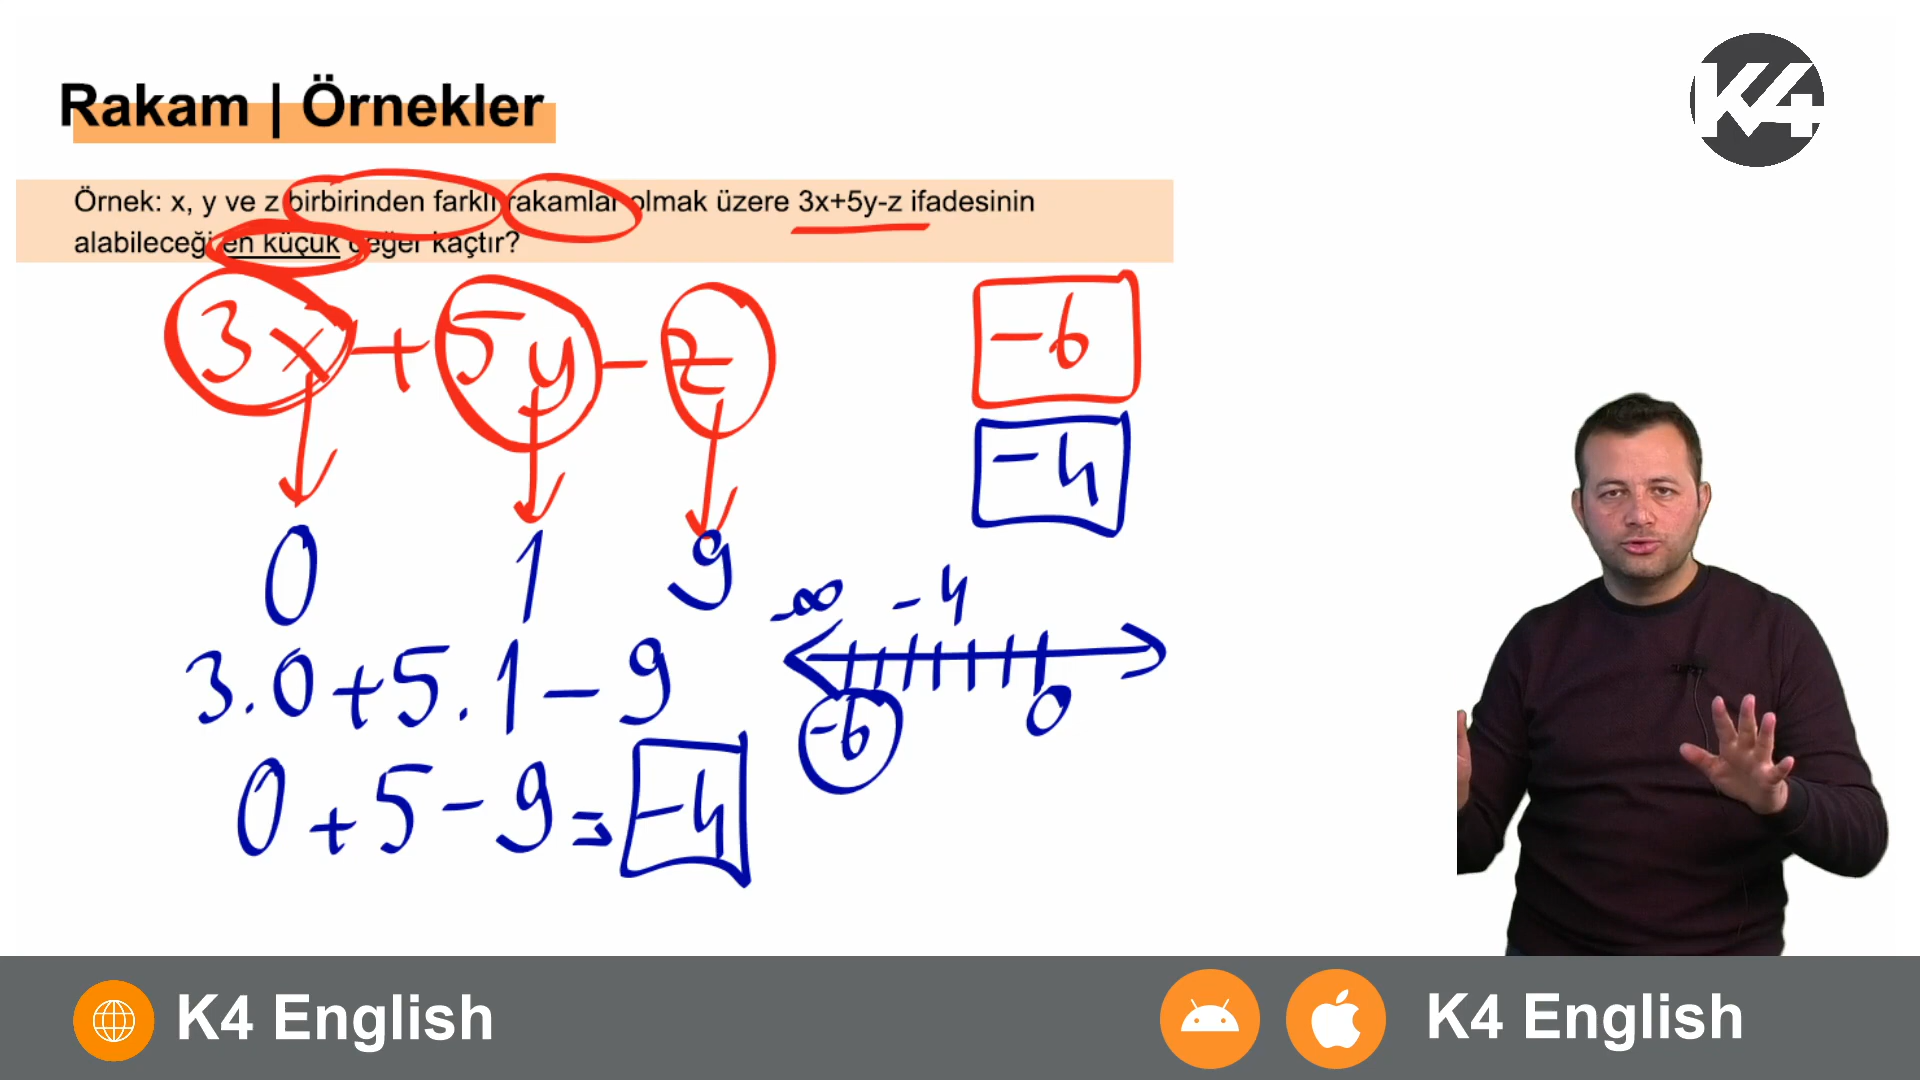 K4
Rakam | Örnekler
Örnek: x, y ve z birbirinden farklı rakamlar olmak üzere 3x+5y-z ifadesinin
alabileceği en küçük değer kaçtır?
3x+5y-z
-6
-4
0 1 9
-∞ -4
3.0+5.1-9
-6 0
0+5-9=-4
K4 English
K4 English